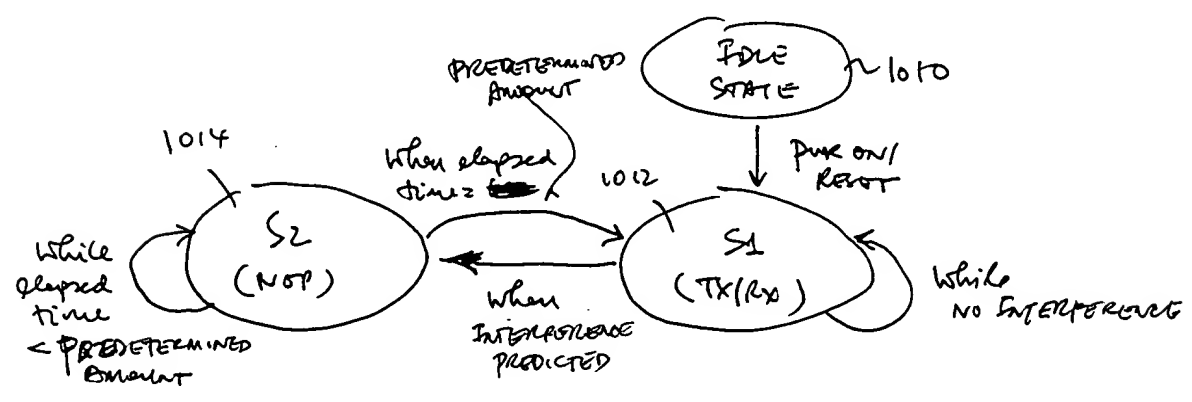 IDLE
STATE
1010
PREDETERMINED
AMOUNT
1014
When elapsed
time =
1012
PWR ON/
RESET
S2
(NOP)
S1
(TX/RX)
While
elapsed
time
< PREDETERMINED
AMOUNT
When
INTERFERENCE
PREDICTED
While
NO INTERFERENCE